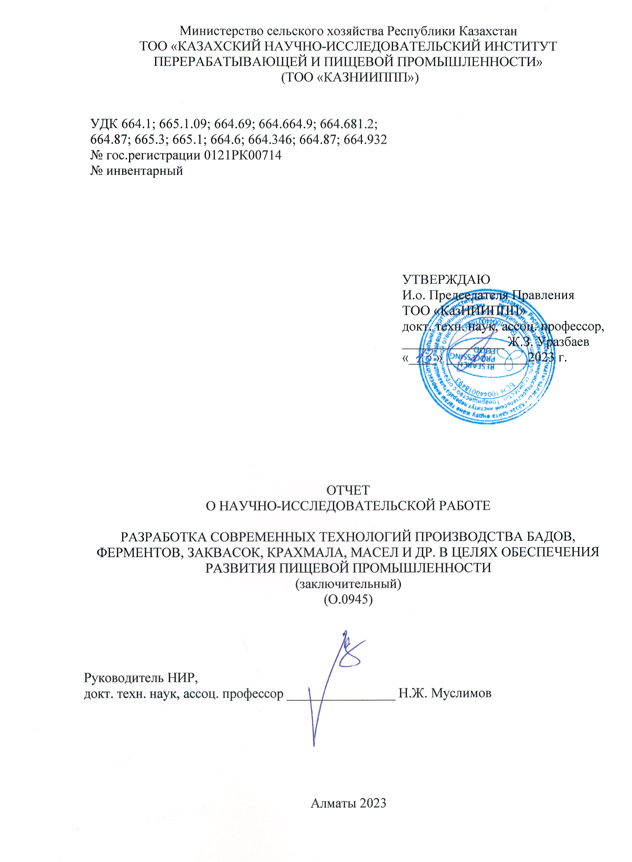 Министерство сельского хозяйства Республики Казахстан
ТОО «КАЗАХСКИЙ НАУЧНО-ИССЛЕДОВАТЕЛЬСКИЙ ИНСТИТУТ
ПЕРЕРАБАТЫВАЮЩЕЙ И ПИЩЕВОЙ ПРОМЫШЛЕННОСТИ»
(ТОО «КАЗНИИППП»)
УДК 664.1; 665.1.09; 664.69; 664.664.9; 664.681.2;
664.87; 665.3; 665.1; 664.6; 664.346; 664.87; 664.932
№ гос.регистрации 0121РК00714
№ инвентарный
УТВЕРЖДАЮ
И.о. Председателя Правления
ТОО «КазНИИППП»
докт. техн. наук, ассоц. профессор,
Ж.З. Уразбаев
« » 2023 г.
RESEARCH
PROCESSING
FOOD
ОТЧЕТ
О НАУЧНО-ИССЛЕДОВАТЕЛЬСКОЙ РАБОТЕ
РАЗРАБОТКА СОВРЕМЕННЫХ ТЕХНОЛОГИЙ ПРОИЗВОДСТВА БАДОВ,
ФЕРМЕНТОВ, ЗАКВАСОК, КРАХМАЛА, МАСЕЛ И ДР. В ЦЕЛЯХ ОБЕСПЕЧЕНИЯ
РАЗВИТИЯ ПИЩЕВОЙ ПРОМЫШЛЕННОСТИ
(заключительный)
(О.0945)
Руководитель НИР,
докт. техн. наук, ассоц. профессор ________________ Н.Ж. Муслимов
Алматы 2023